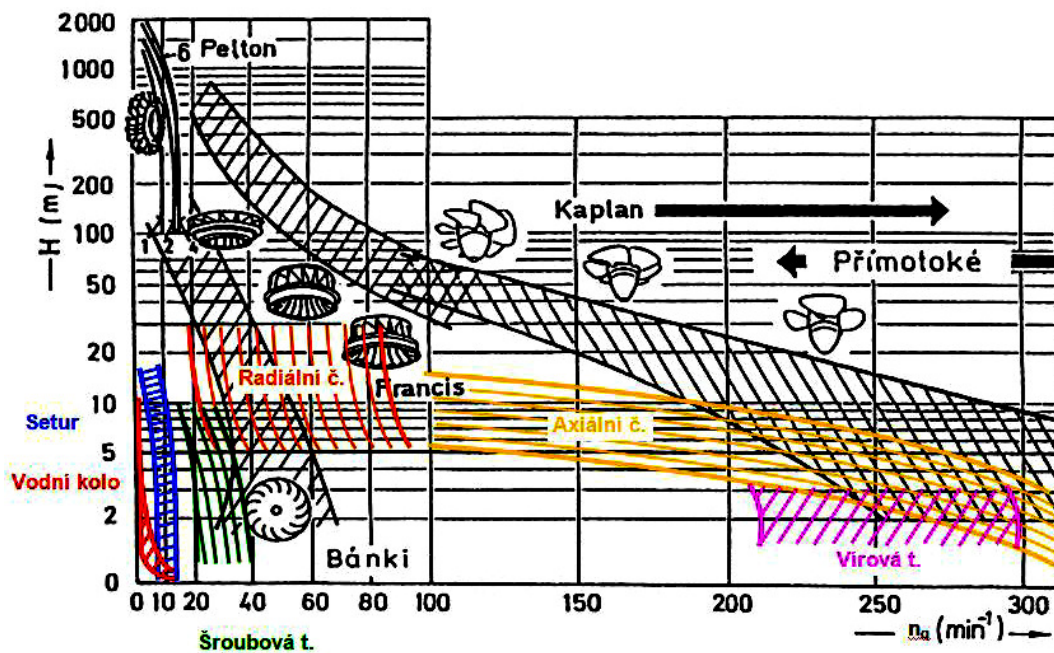 2000
1000
500
200
100
50
20
10
5
2
0
H (m)
6 Pelton
1 2 4
Kaplan
Přímotoké
Radiální č.
Francis
Axiální č.
Setur
Vodní kolo
Bánki
Vírová t.
0 10 20 40 60 80 100 150 200 250 300
nq (min-1)
Šroubová t.